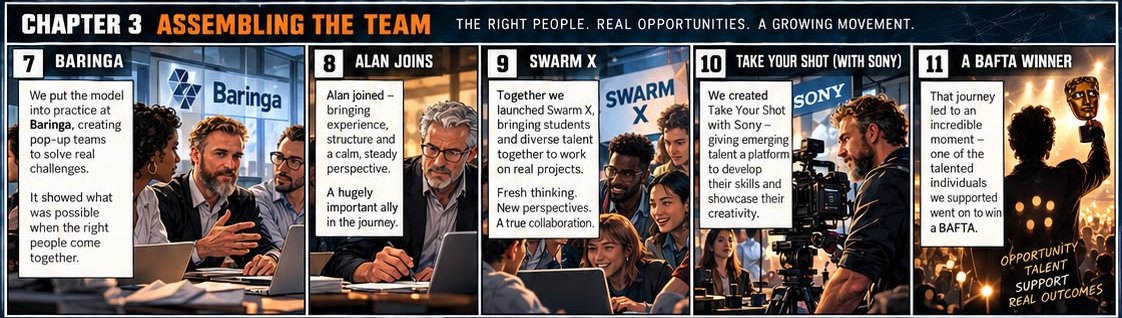 CHAPTER 3 ASSEMBLING THE TEAM THE RIGHT PEOPLE. REAL OPPORTUNITIES. A GROWING MOVEMENT.
7 BARINGA
We put the model
into practice at
Baringa, creating
pop-up teams
to solve real
challenges.
It showed what
was possible
when the right
people come
together.
Baringa
8 ALAN JOINS
Alan joined –
bringing
experience,
structure and
a calm, steady
perspective.
A hugely
important ally
in the journey.
9 SWARM X
Together we
launched Swarm X,
bringing students
and diverse talent
together to work
on real projects.
Fresh thinking.
New perspectives.
A true collaboration.
SWARM
X
10 TAKE YOUR SHOT (WITH SONY)
We created
Take Your Shot
with Sony –
giving emerging
talent a platform
to develop
their skills and
showcase their
creativity.
SONY
11 A BAFTA WINNER
That journey
led to an
incredible
moment –
one of the
talented
individuals
we supported
went on to win
a BAFTA.
OPPORTUNITY
TALENT
SUPPORT
REAL OUTCOMES